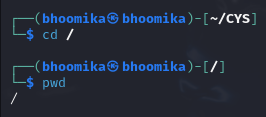 ┌──(bhoomika㉿bhoomika)-[~/CYS]
└─$ cd /
┌──(bhoomika㉿bhoomika)-[/]
└─$ pwd
/